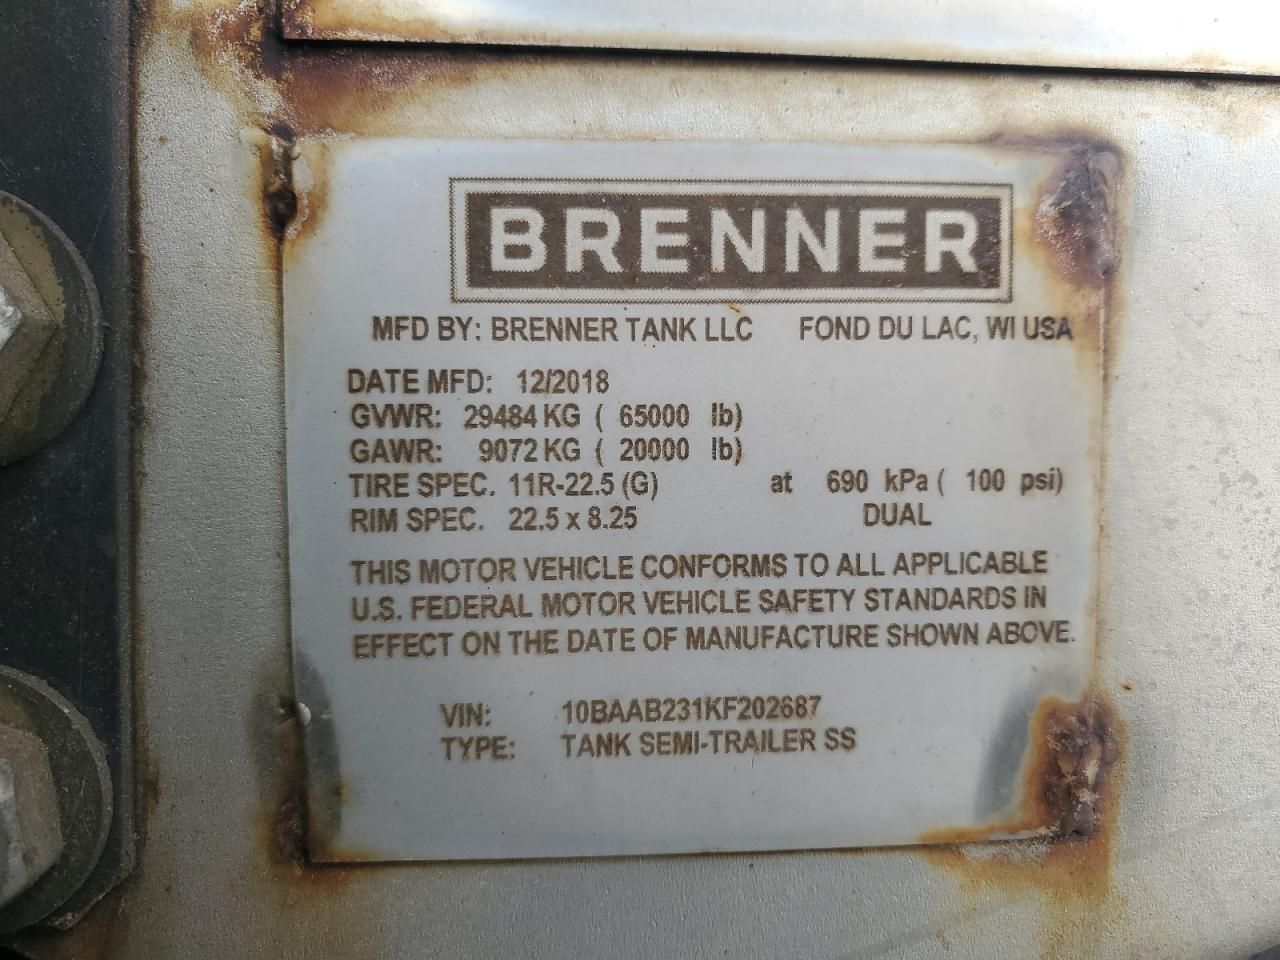 BRENNER
MFD BY: BRENNER TANK LLC FOND DU LAC, WI USA
DATE MFD: 12/2018
GVWR: 29484 KG ( 65000 lb)
GAWR: 9072 KG ( 20000 lb)
TIRE SPEC. 11R-22.5 (G) at 690 kPa ( 100 psi)
RIM SPEC. 22.5 x 8.25 DUAL
THIS MOTOR VEHICLE CONFORMS TO ALL APPLICABLE
U.S. FEDERAL MOTOR VEHICLE SAFETY STANDARDS IN
EFFECT ON THE DATE OF MANUFACTURE SHOWN ABOVE.
VIN: 10BAAB231KF202687
TYPE: TANK SEMI-TRAILER SS